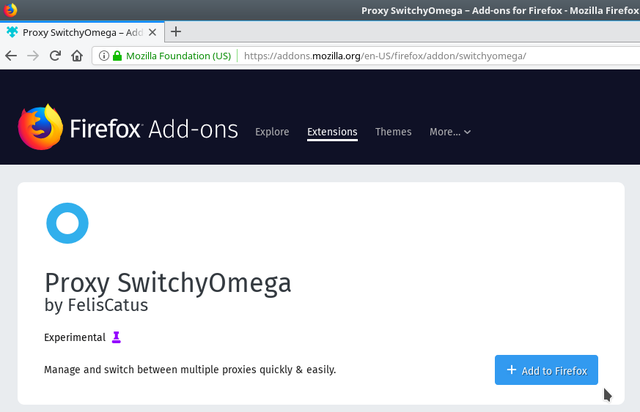 Proxy SwitchyOmega – Add-ons for Firefox - Mozilla Firefox
Proxy SwitchyOmega – Add
Mozilla Foundation (US) https://addons.mozilla.org/en-US/firefox/addon/switchyomega/
Firefox Add-ons Explore Extensions Themes More...
Proxy SwitchyOmega
by FelisCatus
Experimental
Manage and switch between multiple proxies quickly & easily.
+ Add to Firefox